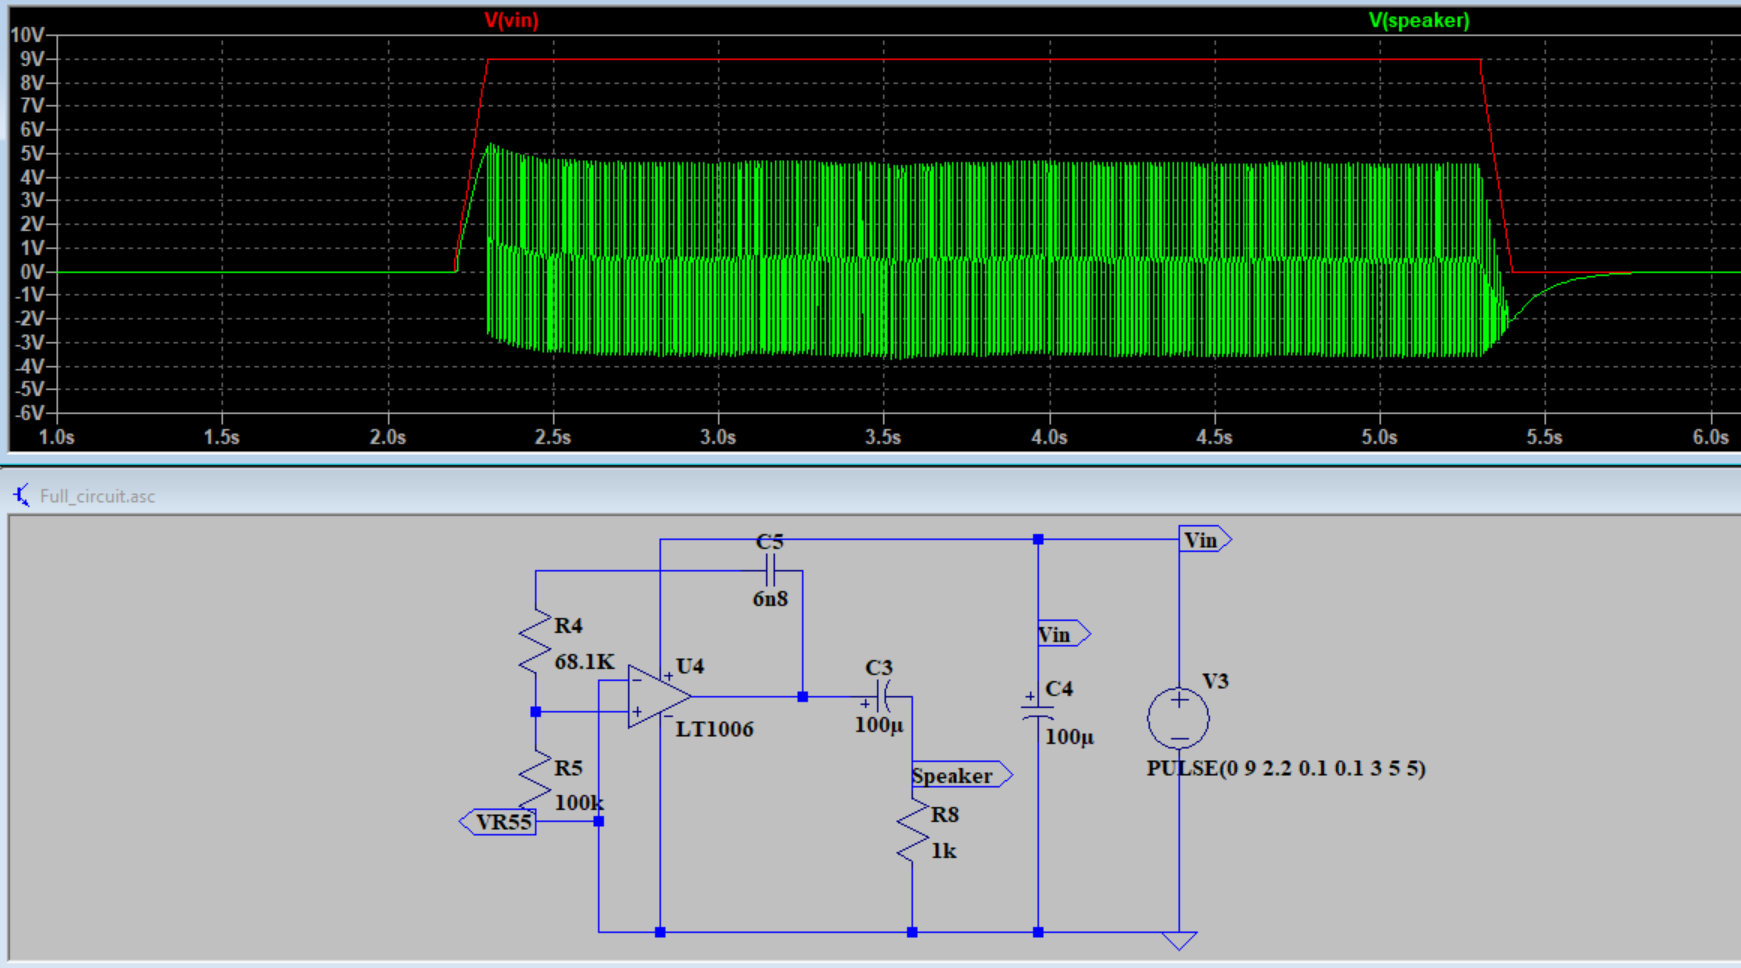 V(vin) V(speaker)
10V
9V
8V
7V
6V
5V
4V
3V
2V
1V
0V
-1V
-2V
-3V
-4V
-5V
-6V
1.0s 1.5s 2.0s 2.5s 3.0s 3.5s 4.0s 4.5s 5.0s 5.5s 6.0s
Full_circuit.asc
C5
6n8
Vin
R4
68.1K
Vin
U4
LT1006
C3
100µ
C4
100µ
V3
PULSE(0 9 2.2 0.1 0.1 3 5 5)
R5
100k
Speaker
VR55
R8
1k